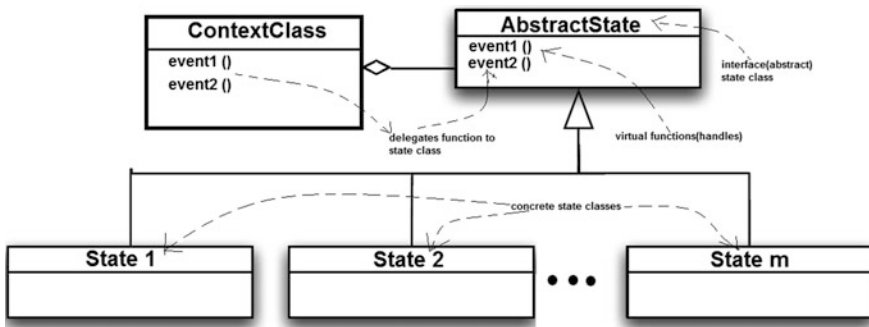 ContextClass
event1 ()
event2 ()
AbstractState
event1 ()
event2 ()
interface(abstract)
state class
delegates function to
state class
virtual functions(handles)
concrete state classes
State 1
State 2
State m